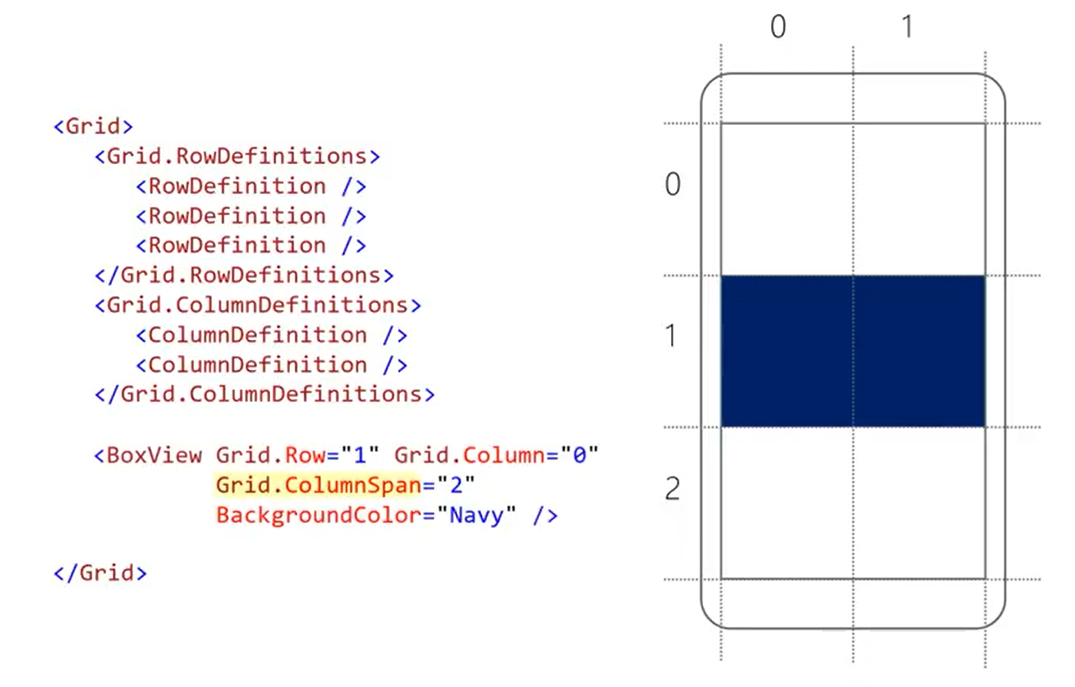 <Grid>
<Grid.RowDefinitions>
<RowDefinition />
<RowDefinition />
<RowDefinition />
</Grid.RowDefinitions>
<Grid.ColumnDefinitions>
<ColumnDefinition />
<ColumnDefinition />
</Grid.ColumnDefinitions>
<BoxView Grid.Row="1" Grid.Column="0"
Grid.ColumnSpan="2"
BackgroundColor="Navy" />
</Grid>
0 1
0
1
2